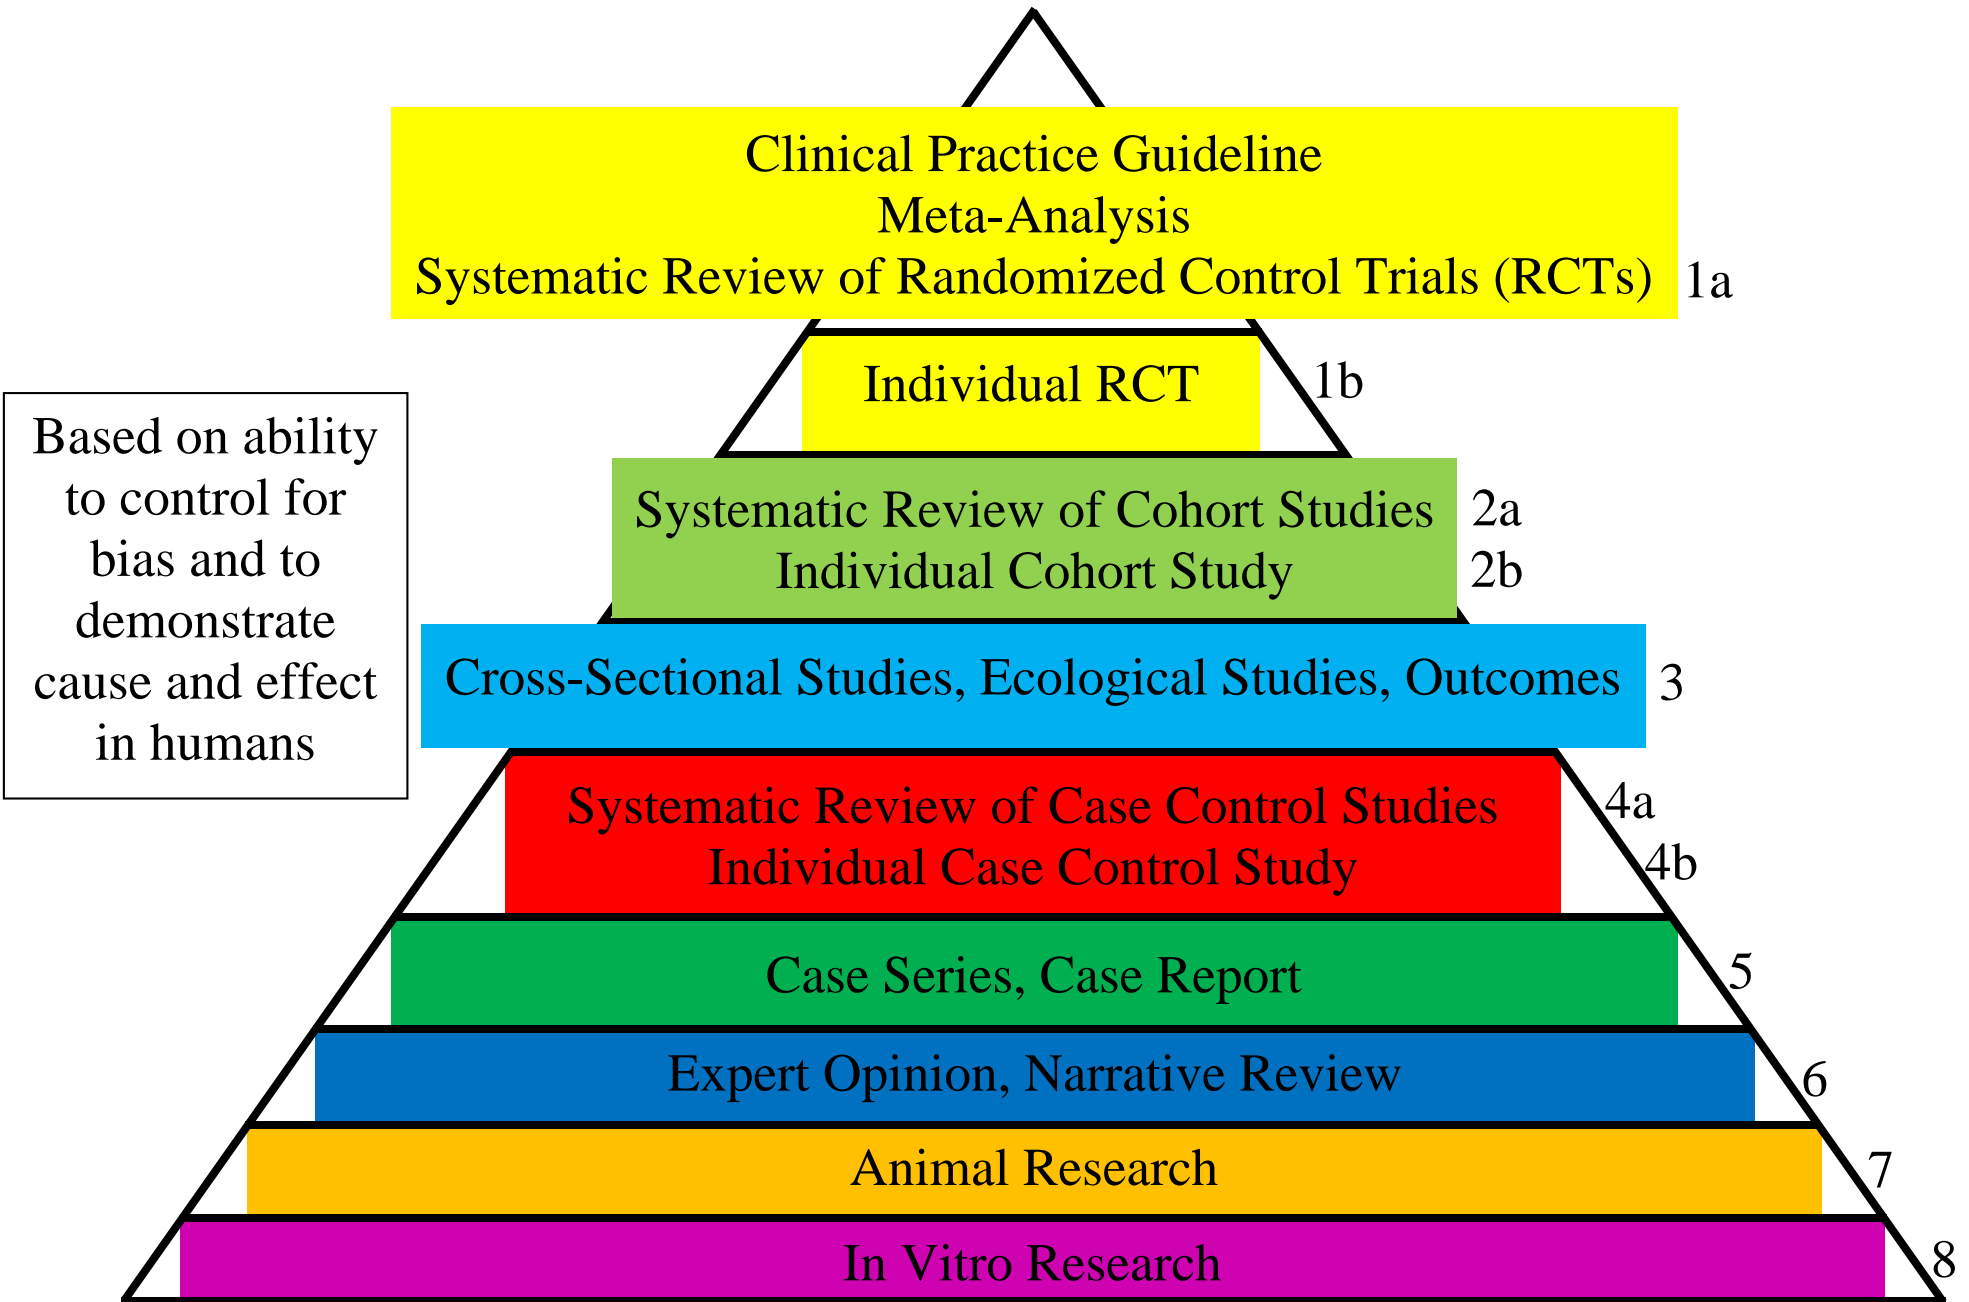 Clinical Practice Guideline
Meta-Analysis
Systematic Review of Randomized Control Trials (RCTs)
1a
Individual RCT
1b
Based on ability
to control for
bias and to
demonstrate
cause and effect
in humans
Systematic Review of Cohort Studies
2a
Individual Cohort Study
2b
Cross-Sectional Studies, Ecological Studies, Outcomes
3
Systematic Review of Case Control Studies
4a
Individual Case Control Study
4b
Case Series, Case Report
5
Expert Opinion, Narrative Review
6
Animal Research
7
In Vitro Research
8